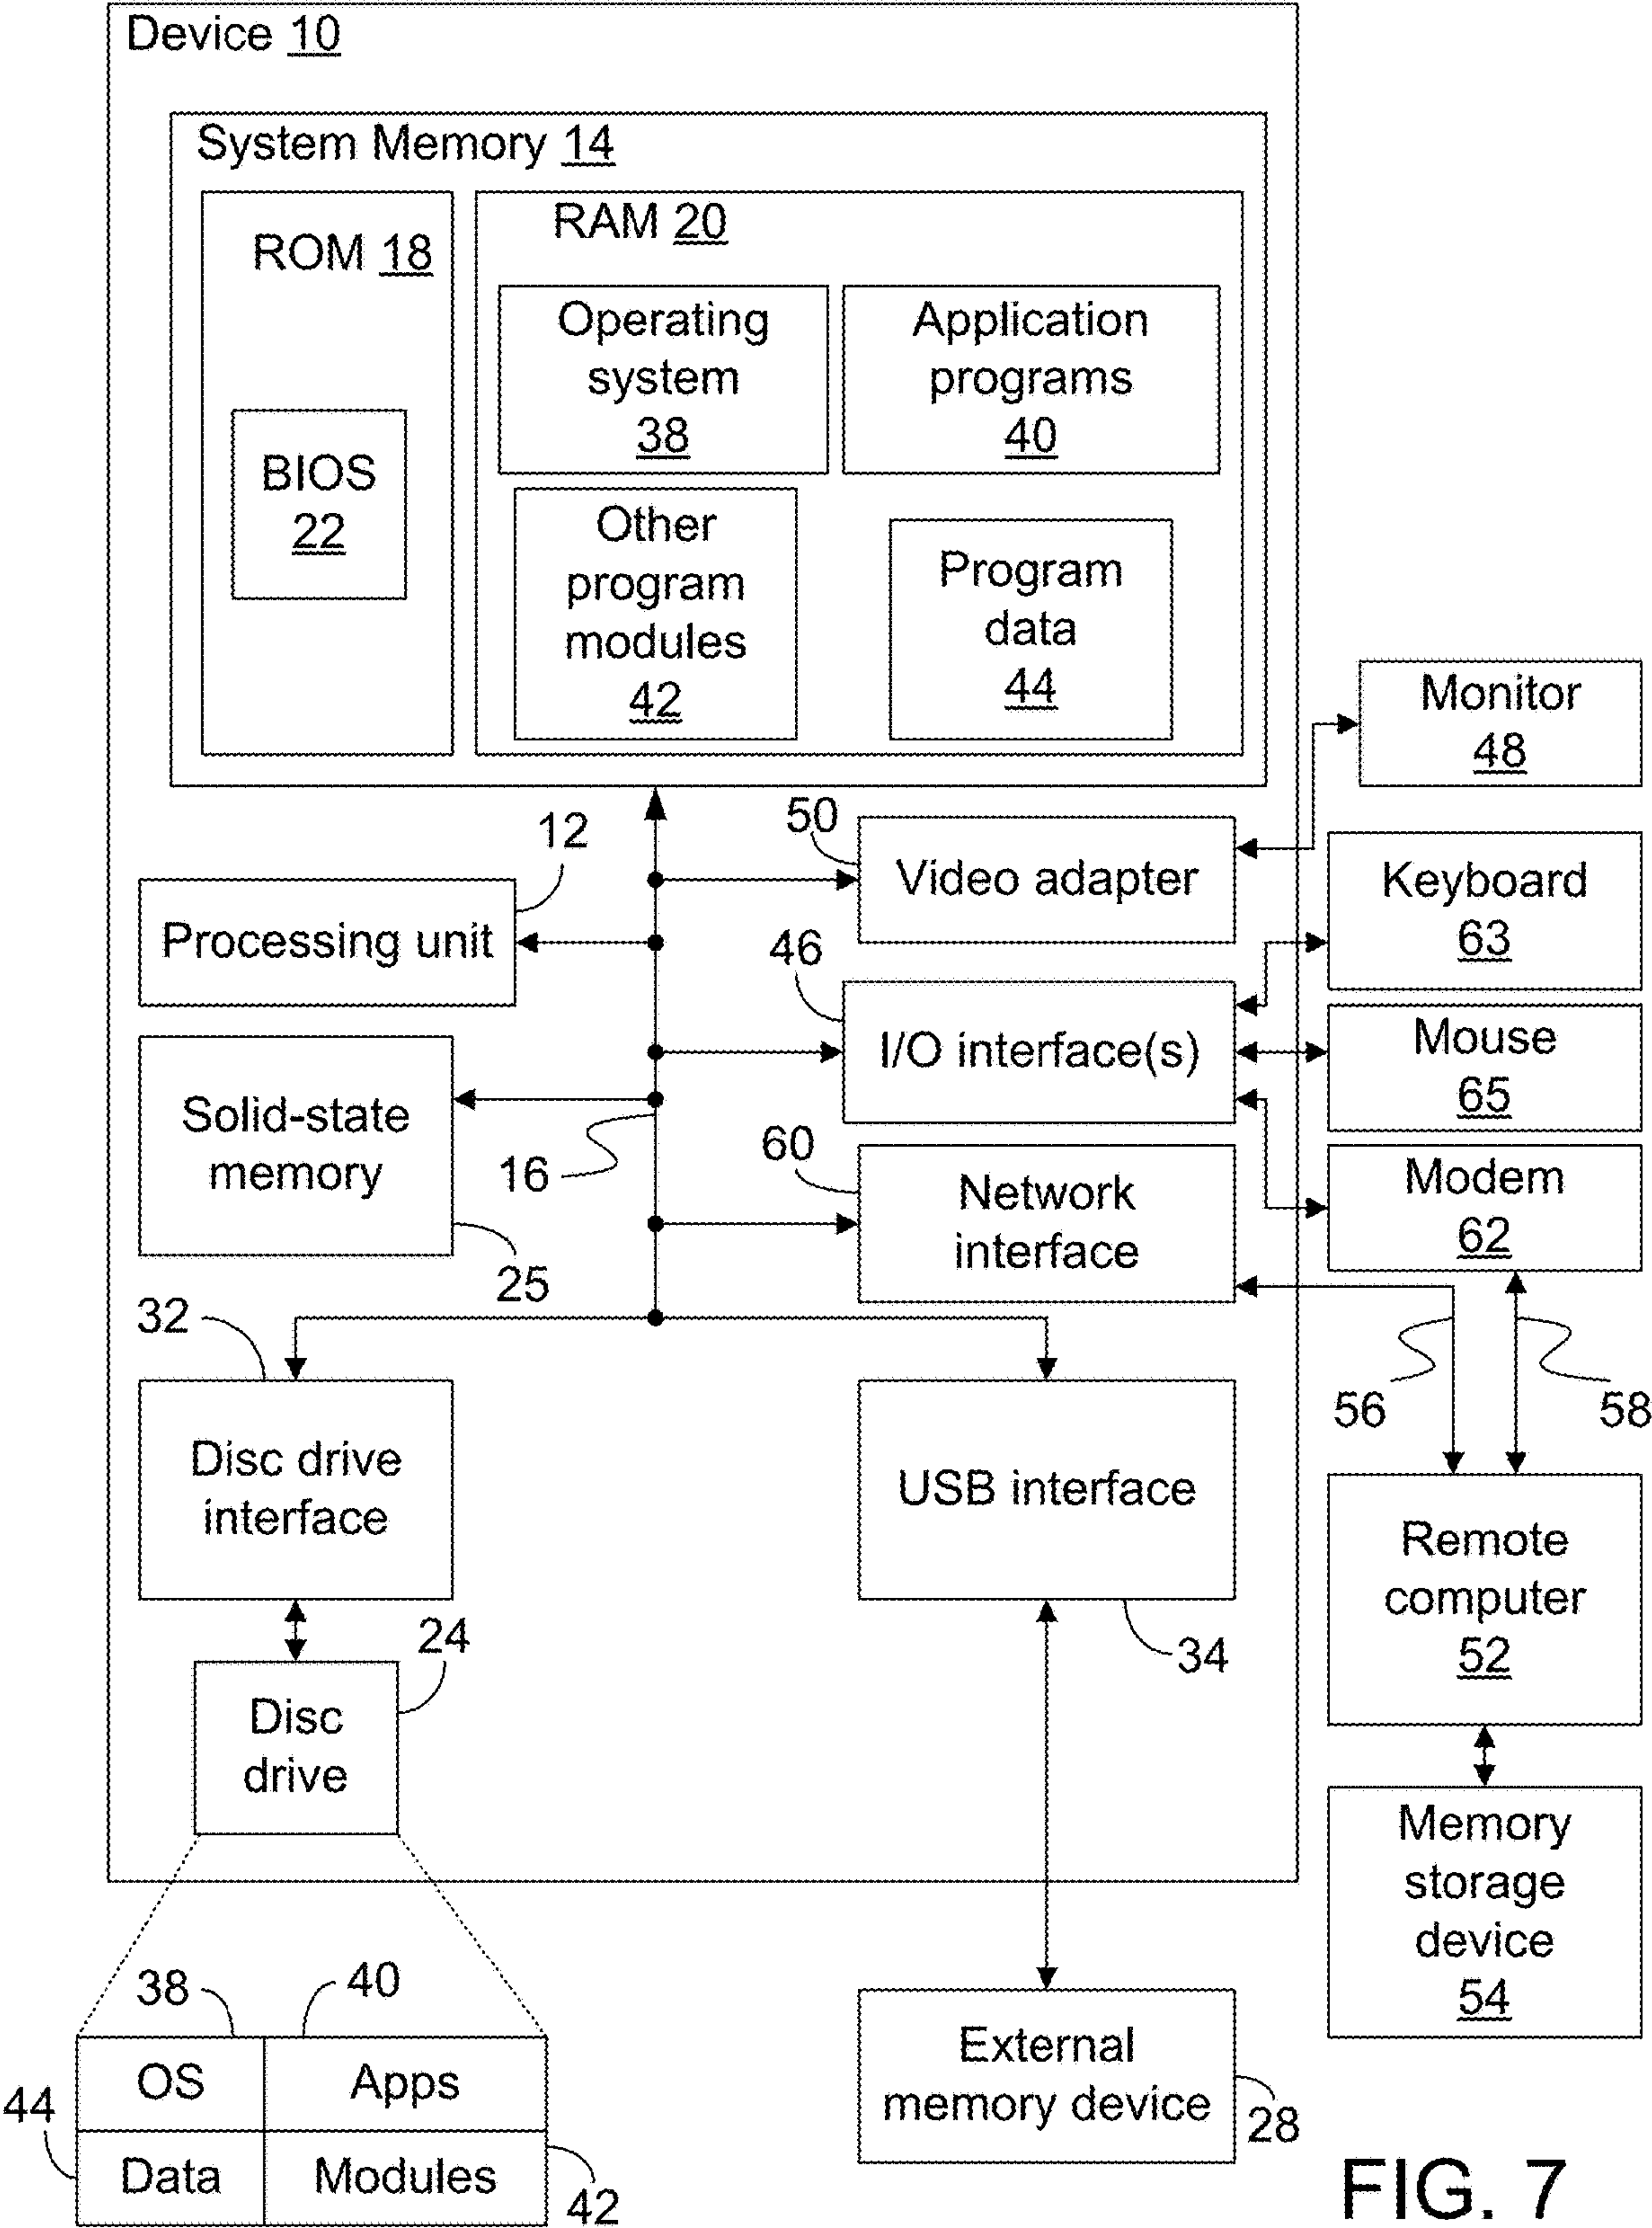 Device 10
System Memory 14
ROM 18
BIOS
22
RAM 20
Operating
system
38
Application
programs
40
Other
program
modules
42
Program
data
44
Monitor
48
12
Processing unit
50
Video adapter
Keyboard
63
46
I/O interface(s)
Mouse
65
Solid-state
memory
25
16
60
Network
interface
Modem
62
56
58
32
Disc drive
interface
USB interface
34
24
Disc
drive
Remote
computer
52
Memory
storage
device
54
External
memory device
28
38
40
OS
Apps
44
Data
Modules
42
FIG. 7